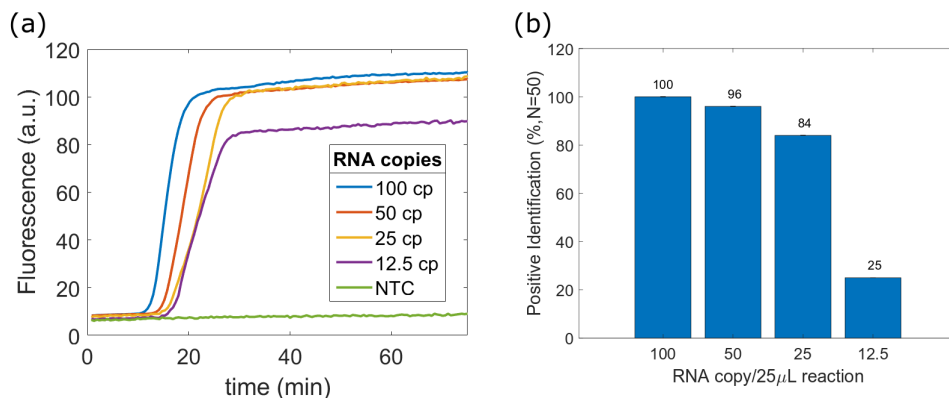 (a)
120
100
80
60
40
20
0
Fluorescence (a.u.)
0 20 40 60
time (min)
RNA copies
100 cp
50 cp
25 cp
12.5 cp
NTC
(b)
120
100
80
60
40
20
0
Positive Identification (%,N=50)
100
96
84
25
100 50 25 12.5
RNA copy/25μL reaction